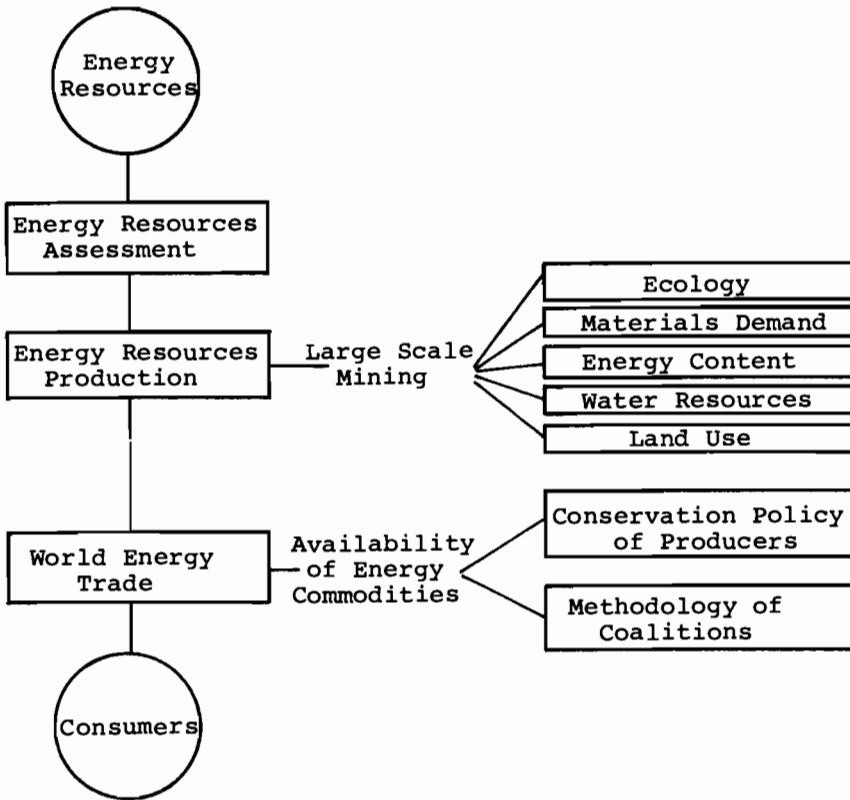 Energy
Resources
Energy Resources
Assessment
Energy Resources
Production
Large Scale
Mining
Ecology
Materials Demand
Energy Content
Water Resources
Land Use
World Energy
Trade
Availability
of Energy
Commodities
Conservation Policy
of Producers
Methodology of
Coalitions
Consumers